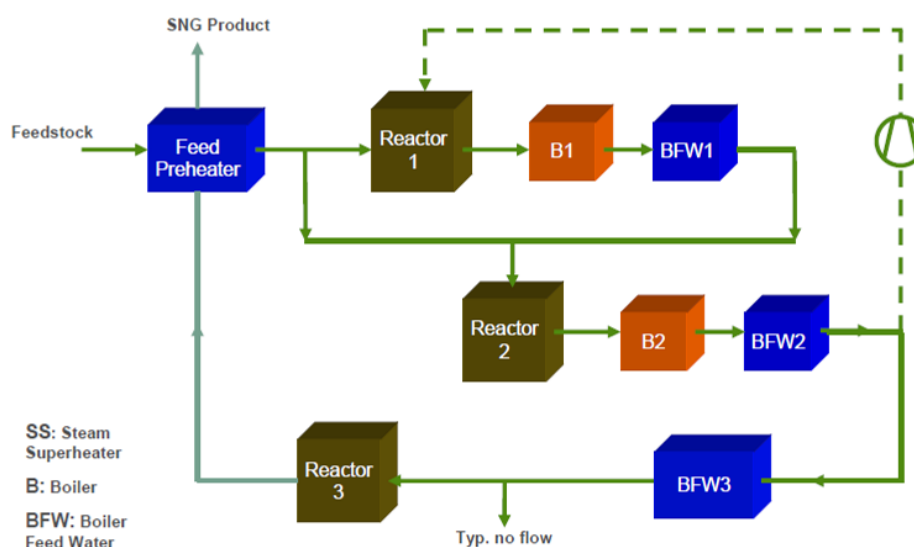 SNG Product
Feedstock
Feed
Preheater
Reactor
1
B1
BFW1
Reactor
2
B2
BFW2
SS: Steam
Superheater
B: Boiler
BFW: Boiler
Feed Water
Reactor
3
BFW3
Typ. no flow